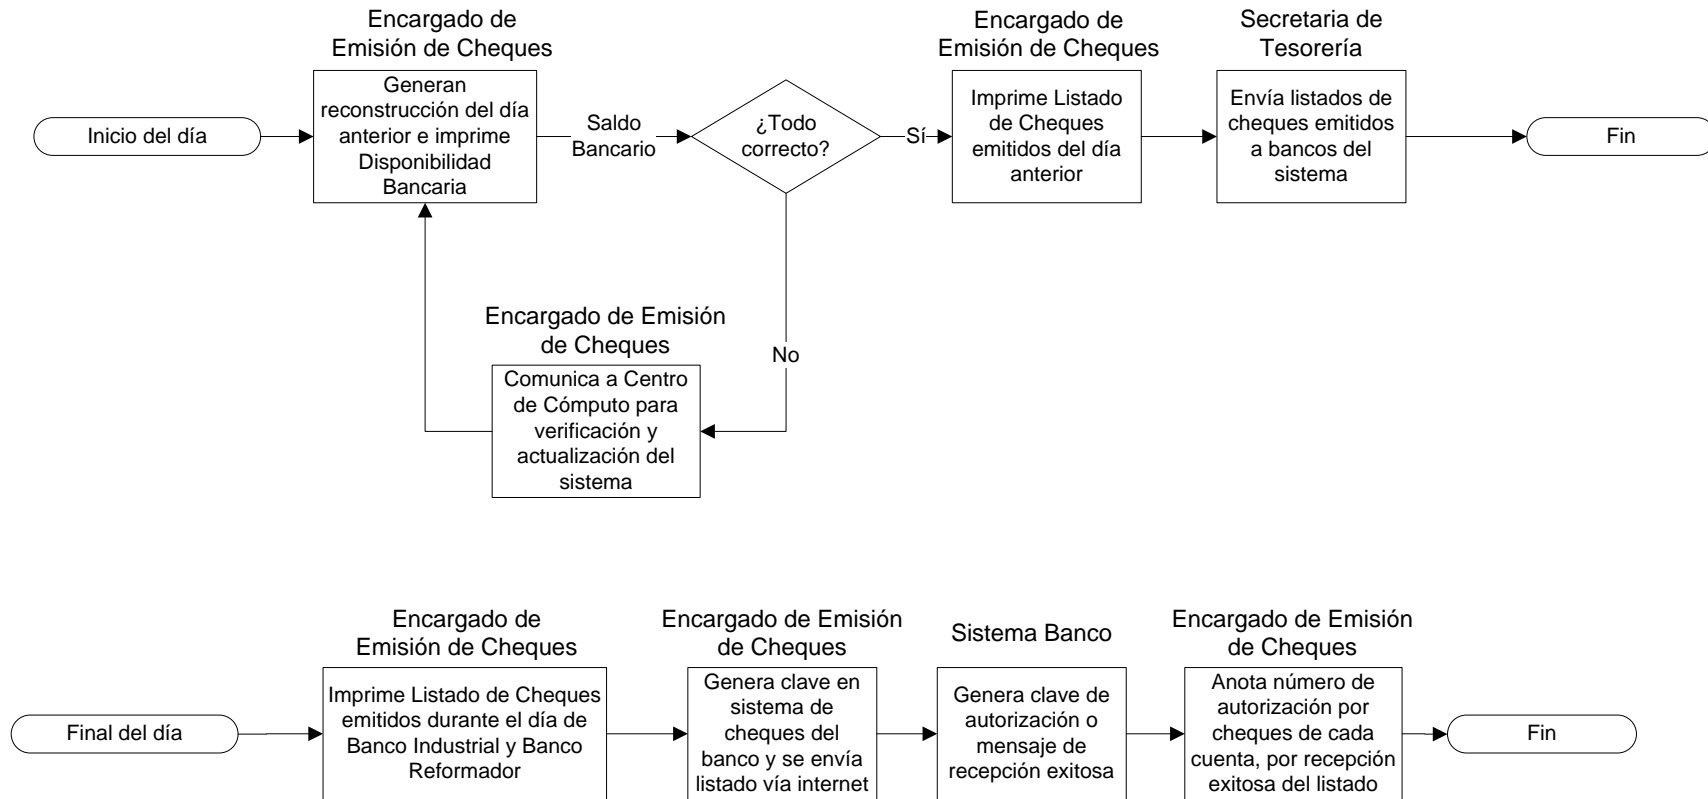 Encargado de
Emisión de Cheques
Encargado de
Emisión de Cheques
Secretaria de
Tesorería
Inicio del día
Generan
reconstrucción del día
anterior e imprime
Disponibilidad
Bancaria
Saldo
Bancario
¿Todo
correcto?
Sí
Imprime Listado
de Cheques
emitidos del día
anterior
Envía listados de
cheques emitidos
a bancos del
sistema
Fin
No
Encargado de Emisión
de Cheques
Comunica a Centro
de Cómputo para
verificación y
actualización del
sistema
Encargado de
Emisión de Cheques
Encargado de Emisión
de Cheques
Sistema Banco
Encargado de Emisión
de Cheques
Final del día
Imprime Listado de Cheques
emitidos durante el día de
Banco Industrial y Banco
Reformador
Genera clave en
sistema de
cheques del
banco y se envía
listado vía internet
Genera clave de
autorización o
mensaje de
recepción exitosa
Anota número de
autorización por
cheques de cada
cuenta, por recepción
exitosa del listado
Fin